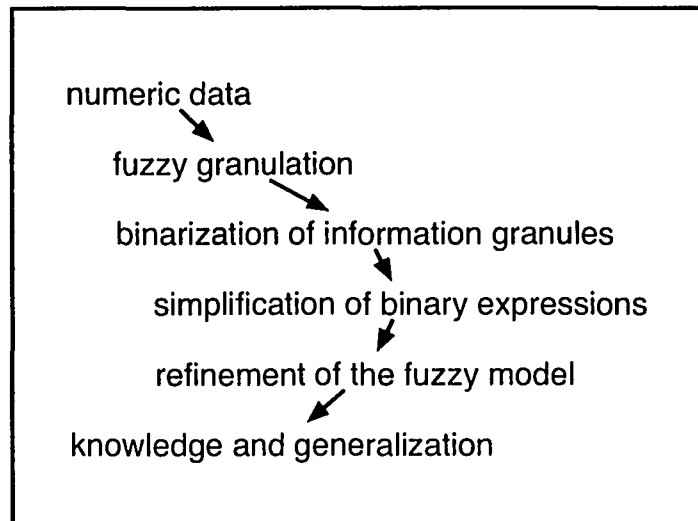 numeric data
fuzzy granulation
binarization of information granules
simplification of binary expressions
refinement of the fuzzy model
knowledge and generalization